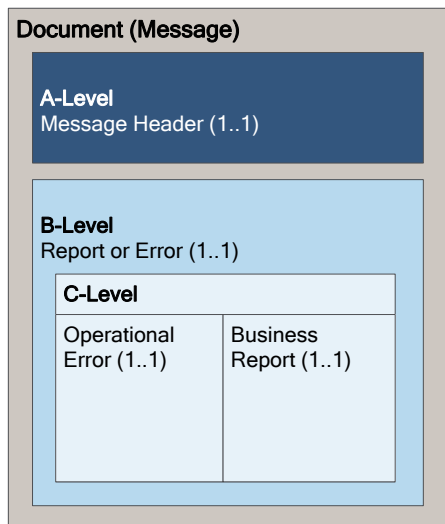 Document (Message)
A-Level
Message Header (1..1)
B-Level
Report or Error (1..1)
C-Level
Operational
Error (1..1)
Business
Report (1..1)